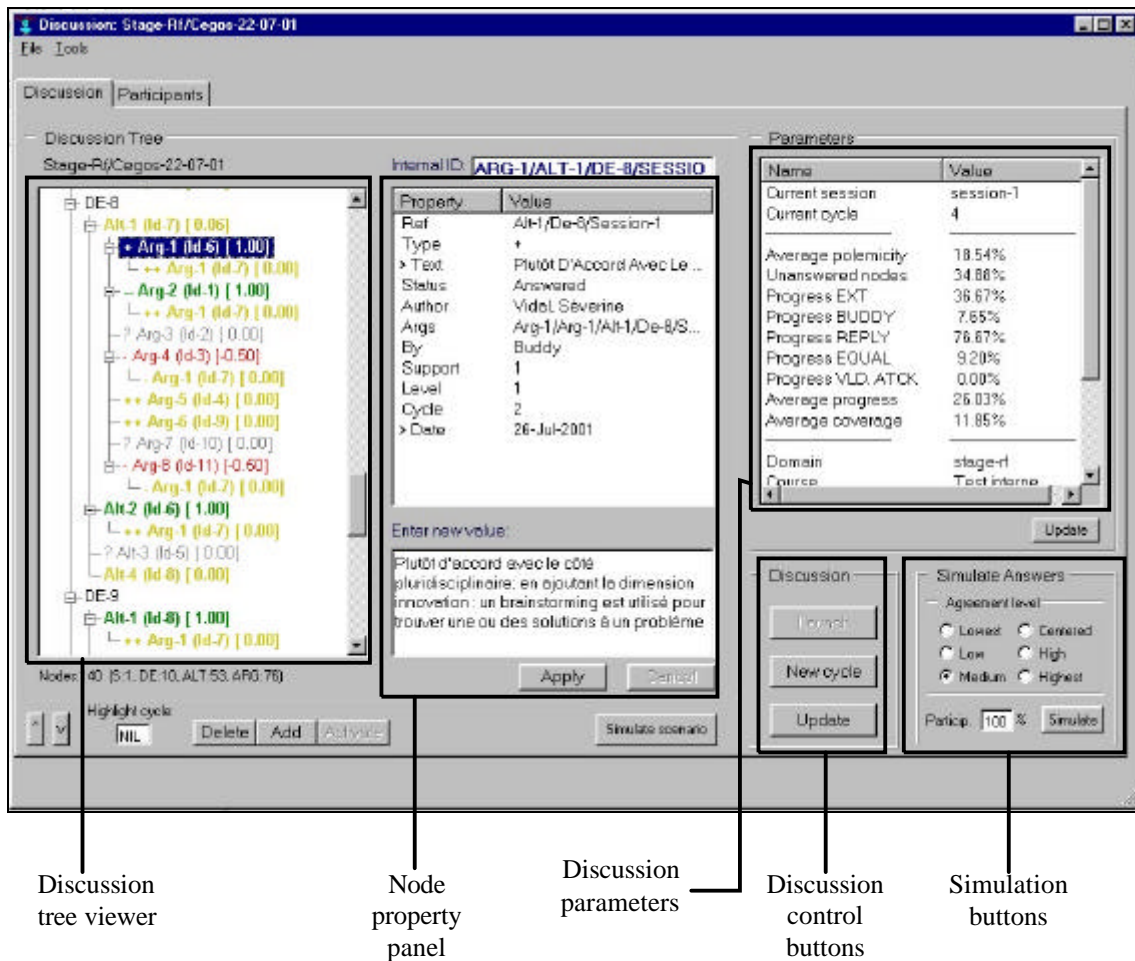 Discussion: Stage-Rf/Cegos-22-07-01
File Tools
Discussion Participants
Discussion Tree
Stage-Rf/Cegos-22-07-01
DE-8
Alt-1 (Id-7) [ 0.06]
+ Arg-1 (Id-6) [ 1.00]
++ Arg-1 (Id-7) [ 0.00]
Arg-2 (Id-1) [ 1.00]
++ Arg-1 (Id-7) [ 0.00]
? Arg-3 (Id-2) [ 0.00]
- Arg-4 (Id-3) [-0.50]
. Arg-1 (Id-7) [ 0.00]
++ Arg-5 (Id-4) [ 0.00]
++ Arg-6 (Id-9) [ 0.00]
? Arg-7 (Id-10) [ 0.00]
Arg-8 (Id-11) [-0.60]
. Arg-1 (Id-7) [ 0.00]
Alt-2 (Id-6) [ 1.00]
++ Arg-1 (Id-7) [ 0.00]
? Alt-3 (Id-5) [ 0.00]
Alt-4 (Id-8) [ 0.00]
DE-9
Alt-1 (Id-8) [ 1.00]
++ Arg-1 (Id-7) [ 0.00]
Nodes: 40 (S:1, DE:10, ALT:53, ARG:76)
Highlight cycle
NIL Delete Add
Internal ID: ARG-1/ALT-1/DE-8/SESSIO
Property Value
Ref Alt-1/De-8/Session-1
Type +
> Text Plutôt D'Accord Avec Le ...
Status Answered
Author Vidal, Séverine
Args Arg-1/Arg-1/Alt-1/De-8/S...
By Buddy
Support 1
Level 1
Cycle 2
> Date 26-Jul-2001
Enter new value:
Plutôt d'accord avec le côté
pluridisciplinaire; en ajoutant la dimension
innovation : un brainstorming est utilisé pour
trouver une ou des solutions à un problème
Apply Cancel
Simulate scenario
Parameters
Name Value
Current session session-1
Current cycle 4
Average polemicity 18.54%
Unanswered nodes 34.88%
Progress EXT 36.67%
Progress BUDDY 7.65%
Progress REPLY 76.67%
Progress EQUAL 9.20%
Progress VLD. ATCK 0.00%
Average progress 26.03%
Average coverage 11.85%
Domain stage-rf
Course Test interne
Update
Discussion
Launch
New cycle
Update
Simulate Answers
Agreement level
Lowest Centered
Low High
Medium Highest
Particip. 100 % Simulate
Discussion
tree viewer
Node
property
panel
Discussion
parameters
Discussion
control
buttons
Simulation
buttons